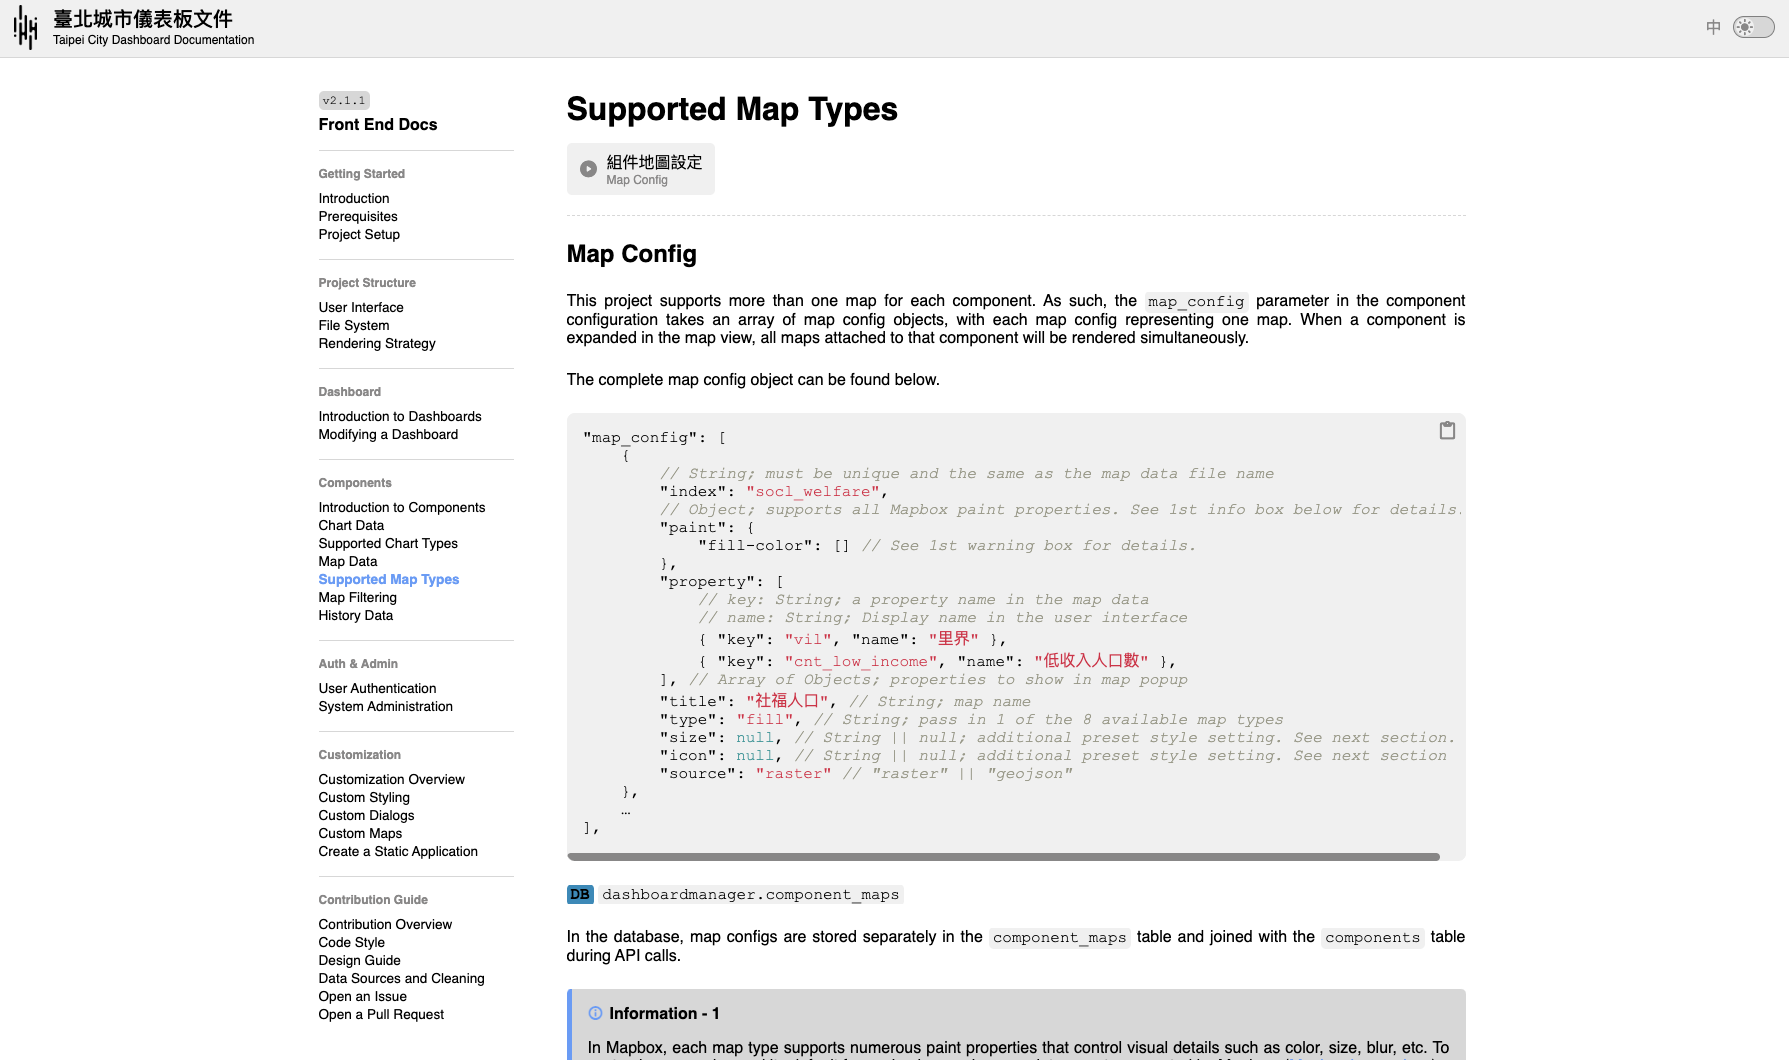 臺北城市儀表板文件
Taipei City Dashboard Documentation
中
v2.1.1
Front End Docs
Getting Started
Introduction
Prerequisites
Project Setup
Project Structure
User Interface
File System
Rendering Strategy
Dashboard
Introduction to Dashboards
Modifying a Dashboard
Components
Introduction to Components
Chart Data
Supported Chart Types
Map Data
Supported Map Types
Map Filtering
History Data
Auth & Admin
User Authentication
System Administration
Customization
Customization Overview
Custom Styling
Custom Dialogs
Custom Maps
Create a Static Application
Contribution Guide
Contribution Overview
Code Style
Design Guide
Data Sources and Cleaning
Open an Issue
Open a Pull Request
Supported Map Types
組件地圖設定
Map Config
Map Config
This project supports more than one map for each component. As such, the map_config parameter in the component
configuration takes an array of map config objects, with each map config representing one map. When a component is
expanded in the map view, all maps attached to that component will be rendered simultaneously.
The complete map config object can be found below.
"map_config": [
{
// String; must be unique and the same as the map data file name
"index": "socl_welfare",
// Object; supports all Mapbox paint properties. See 1st info box below for details.
"paint": {
"fill-color": [] // See 1st warning box for details.
},
"property": [
// key: String; a property name in the map data
// name: String; Display name in the user interface
{ "key": "vil", "name": "里界" },
{ "key": "cnt_low_income", "name": "低收入人口數" },
], // Array of Objects; properties to show in map popup
"title": "社福人口", // String; map name
"type": "fill", // String; pass in 1 of the 8 available map types
"size": null, // String || null; additional preset style setting. See next section.
"icon": null, // String || null; additional preset style setting. See next section
"source": "raster" // "raster" || "geojson"
},
…
],
DB dashboardmanager.component_maps
In the database, map configs are stored separately in the component_maps table and joined with the components table
during API calls.
Information - 1
In Mapbox, each map type supports numerous paint properties that control visual details such as color, size, blur, etc. To